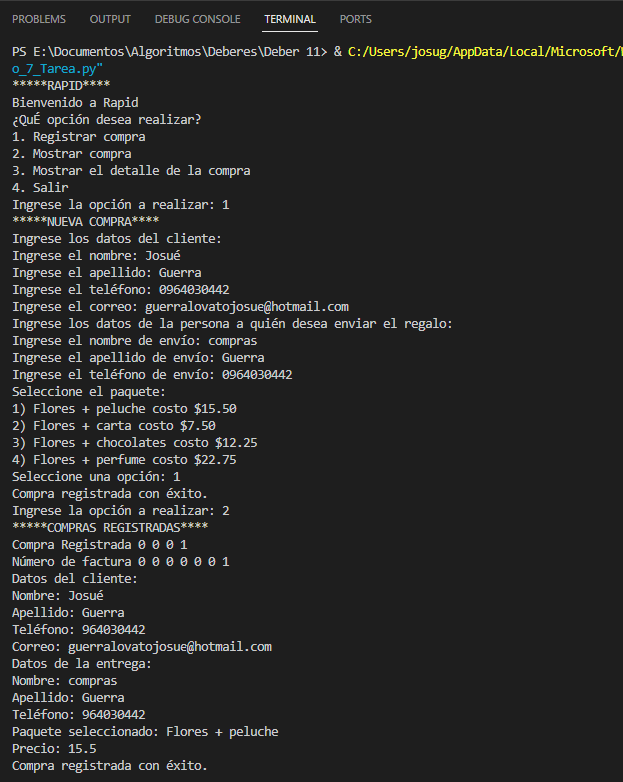 PROBLEMS OUTPUT DEBUG CONSOLE TERMINAL PORTS
PS E:\Documentos\Algoritmos\Deberes\Deber 11> & C:/Users/josug/AppData/Local/Microsoft/
o_7_Tarea.py"
*****RAPID****
Bienvenido a Rapid
¿QuÉ opción desea realizar?
1. Registrar compra
2. Mostrar compra
3. Mostrar el detalle de la compra
4. Salir
Ingrese la opción a realizar: 1
*****NUEVA COMPRA****
Ingrese los datos del cliente:
Ingrese el nombre: Josué
Ingrese el apellido: Guerra
Ingrese el teléfono: 0964030442
Ingrese el correo: guerralovatojosue@hotmail.com
Ingrese los datos de la persona a quién desea enviar el regalo:
Ingrese el nombre de envío: compras
Ingrese el apellido de envío: Guerra
Ingrese el teléfono de envío: 0964030442
Seleccione el paquete:
1) Flores + peluche costo $15.50
2) Flores + carta costo $7.50
3) Flores + chocolates costo $12.25
4) Flores + perfume costo $22.75
Seleccione una opción: 1
Compra registrada con éxito.
Ingrese la opción a realizar: 2
*****COMPRAS REGISTRADAS****
Compra Registrada 0 0 0 1
Número de factura 0 0 0 0 0 0 1
Datos del cliente:
Nombre: Josué
Apellido: Guerra
Teléfono: 964030442
Correo: guerralovatojosue@hotmail.com
Datos de la entrega:
Nombre: compras
Apellido: Guerra
Teléfono: 964030442
Paquete seleccionado: Flores + peluche
Precio: 15.5
Compra registrada con éxito.